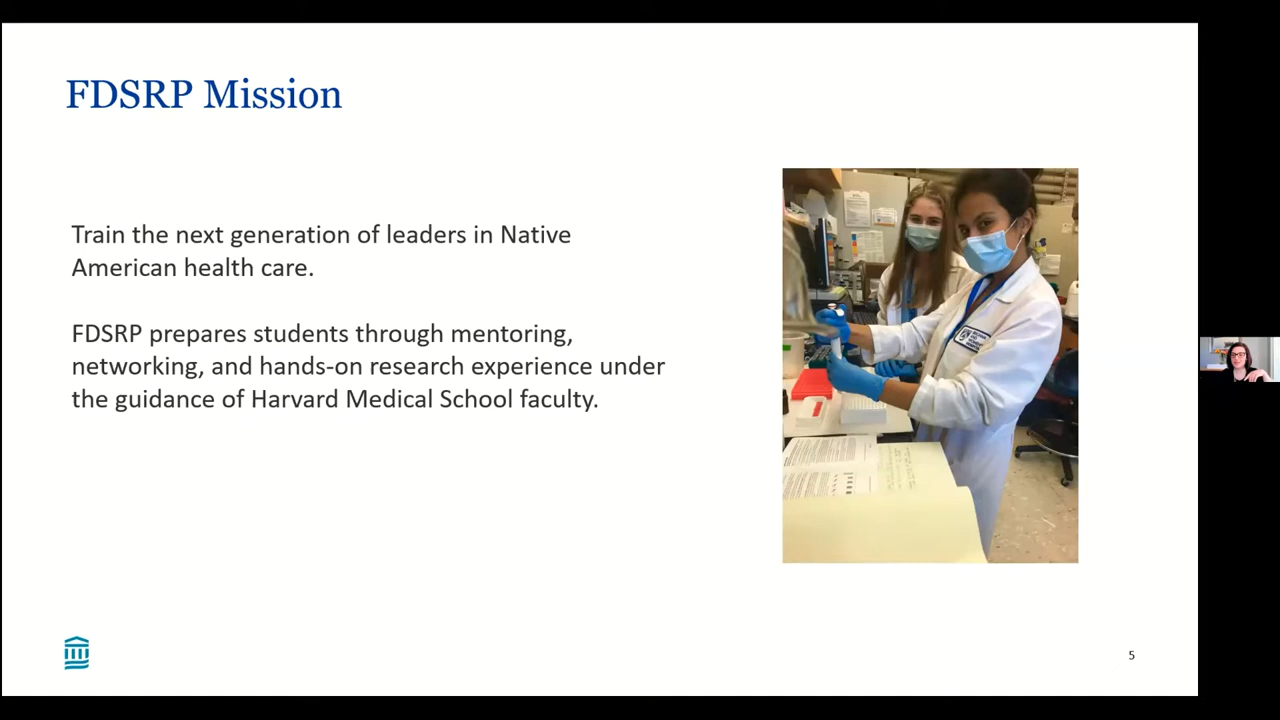 FDSRP Mission
Train the next generation of leaders in Native
American health care.
FDSRP prepares students through mentoring,
networking, and hands-on research experience under
the guidance of Harvard Medical School faculty.
5